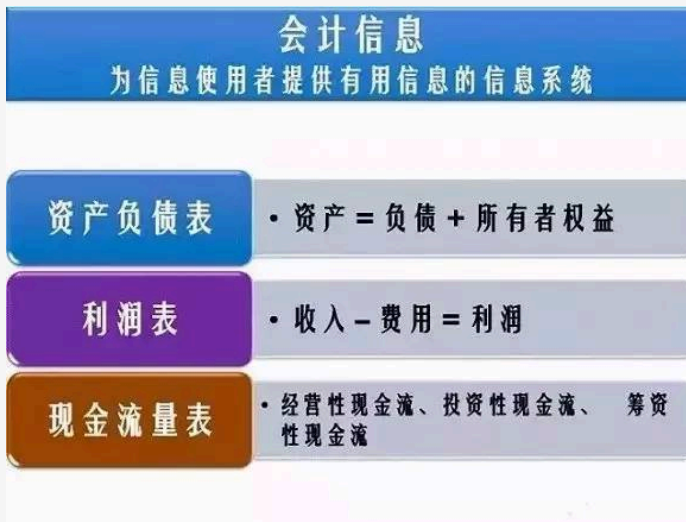 会计信息
为信息使用者提供有用信息的信息系统
资产负债表
• 资产 = 负债 + 所有者权益
利润表
• 收入 – 费用 = 利润
现金流量表
• 经营性现金流、投资性现金流、 筹资
性现金流